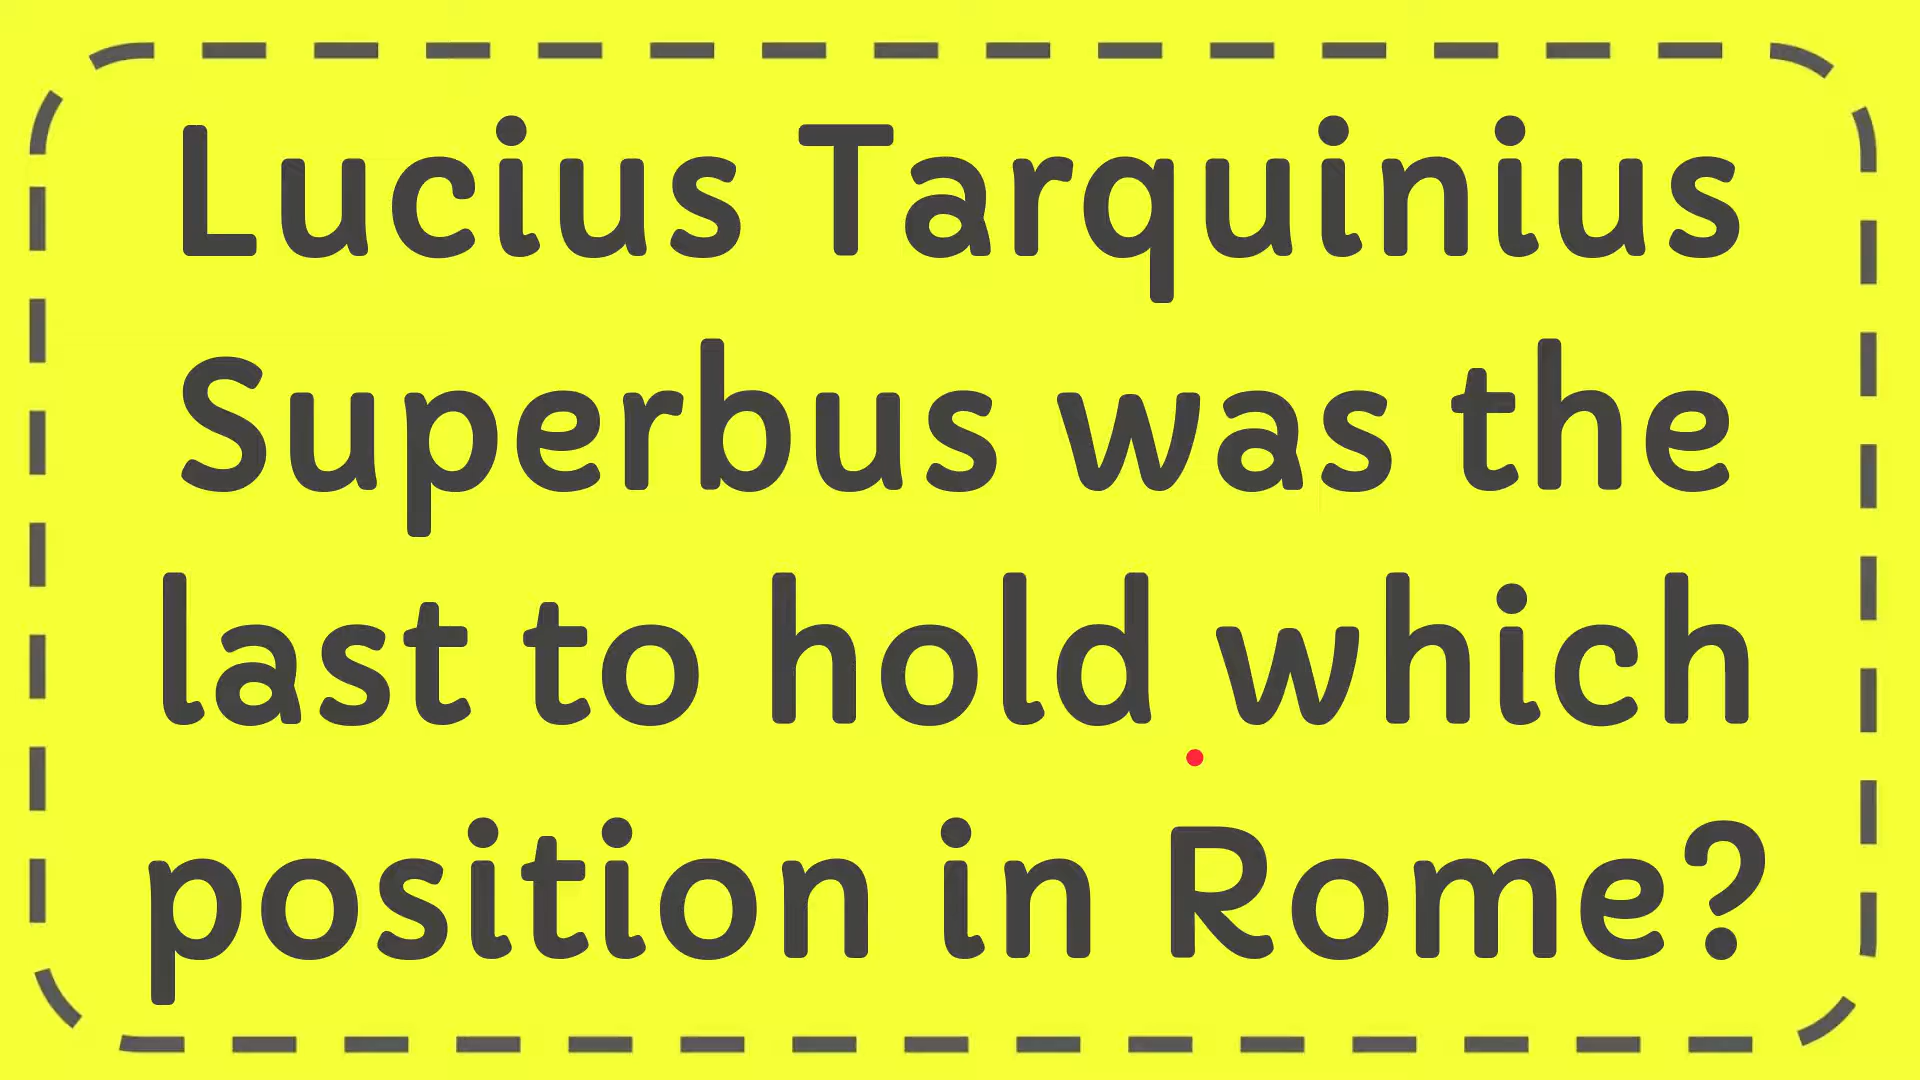 Lucius Tarquinius
Superbus was the
last to hold which
position in Rome?